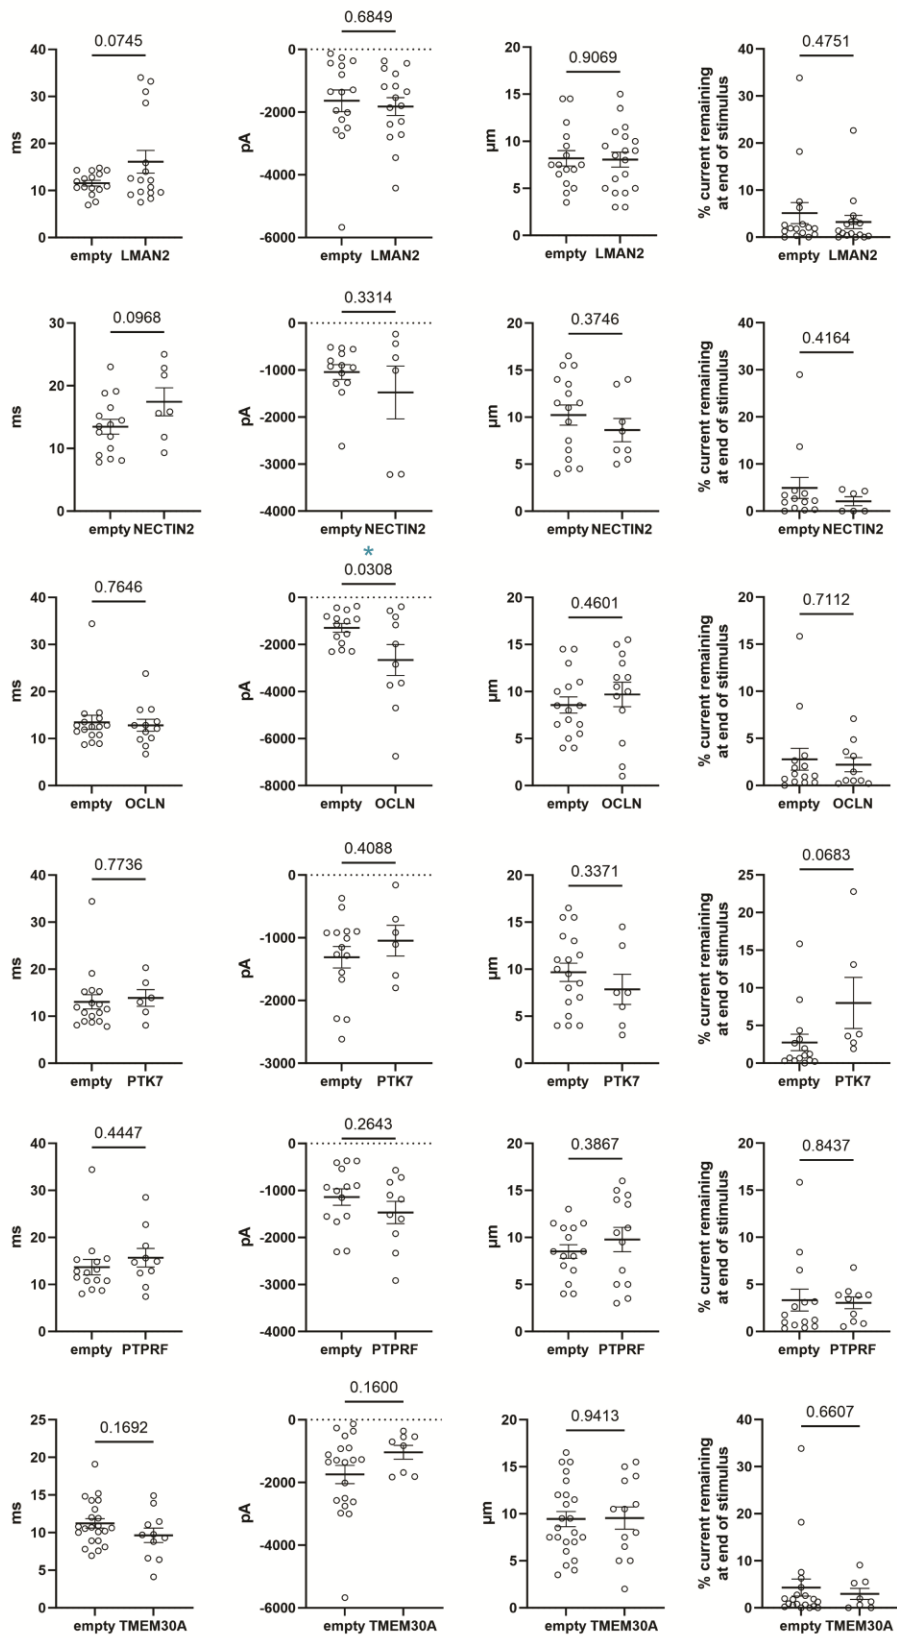 0.0745
40
30
20
10
0
ms
empty LMAN2
0.6849
0
-2000
-4000
-6000
pA
empty LMAN2
0.9069
20
15
10
5
0
µm
empty LMAN2
0.4751
40
30
20
10
0
% current remaining
at end of stimulus
empty LMAN2
0.0968
30
20
10
0
ms
empty NECTIN2
0.3314
0
-1000
-2000
-3000
-4000
pA
empty NECTIN2
0.3746
20
15
10
5
0
µm
empty NECTIN2
0.4164
40
30
20
10
0
% current remaining
at end of stimulus
empty NECTIN2
0.7646
40
30
20
10
0
ms
empty OCLN
*
0.0308
0
-2000
-4000
-6000
-8000
pA
empty OCLN
0.4601
20
15
10
5
0
µm
empty OCLN
0.7112
20
15
10
5
0
% current remaining
at end of stimulus
empty OCLN
0.7736
40
30
20
10
0
ms
empty PTK7
0.4088
0
-1000
-2000
-3000
pA
empty PTK7
0.3371
20
15
10
5
0
µm
empty PTK7
0.0683
25
20
15
10
5
0
% current remaining
at end of stimulus
empty PTK7
0.4447
40
30
20
10
0
ms
empty PTPRF
0.2643
0
-1000
-2000
-3000
-4000
pA
empty PTPRF
0.3867
20
15
10
5
0
µm
empty PTPRF
0.8437
20
15
10
5
0
% current remaining
at end of stimulus
empty PTPRF
0.1692
25
20
15
10
5
0
ms
empty TMEM30A
0.1600
0
-2000
-4000
-6000
pA
empty TMEM30A
0.9413
20
15
10
5
0
µm
empty TMEM30A
0.6607
40
30
20
10
0
% current remaining
at end of stimulus
empty TMEM30A